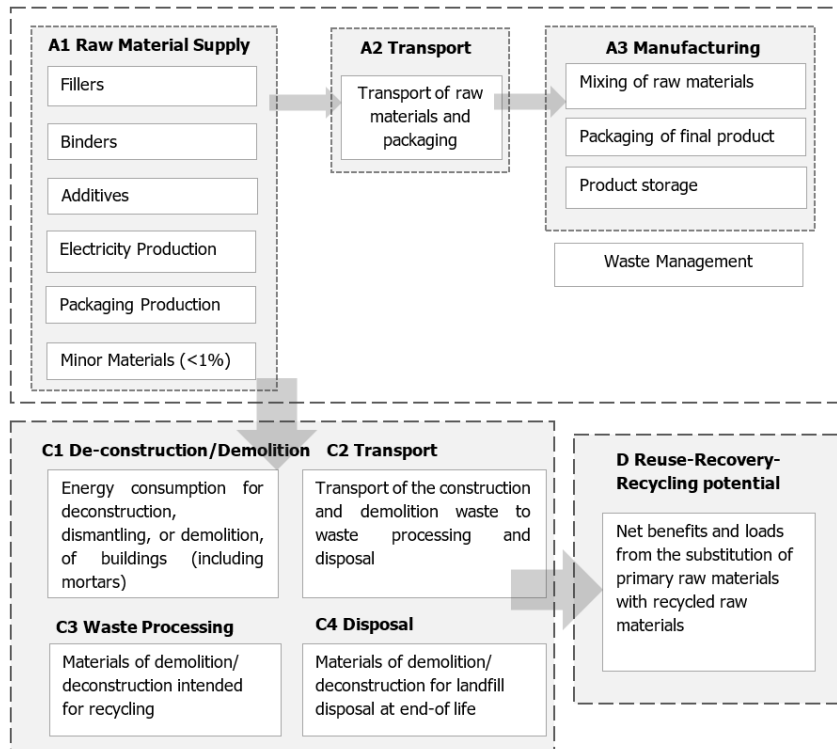 A1 Raw Material Supply
Fillers
Binders
Additives
Electricity Production
Packaging Production
Minor Materials (<1%)
A2 Transport
Transport of raw
materials and
packaging
A3 Manufacturing
Mixing of raw materials
Packaging of final product
Product storage
Waste Management
C1 De-construction/Demolition
Energy consumption for
deconstruction,
dismantling, or demolition,
of buildings (including
mortars)
C2 Transport
Transport of the construction
and demolition waste to
waste processing and
disposal
C3 Waste Processing
Materials of demolition/
deconstruction intended
for recycling
C4 Disposal
Materials of demolition/
deconstruction for landfill
disposal at end-of life
D Reuse-Recovery-
Recycling potential
Net benefits and loads
from the substitution of
primary raw materials
with recycled raw
materials